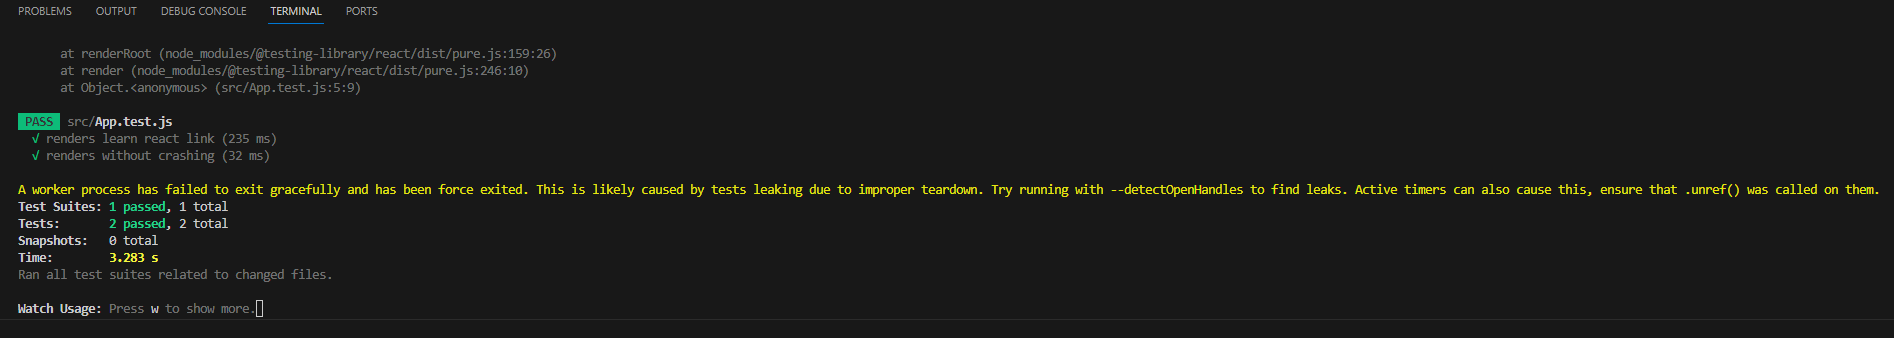 PROBLEMS OUTPUT DEBUG CONSOLE TERMINAL PORTS
at renderRoot (node_modules/@testing-library/react/dist/pure.js:159:26)
at render (node_modules/@testing-library/react/dist/pure.js:246:10)
at Object.<anonymous> (src/App.test.js:5:9)
PASS src/App.test.js
√ renders learn react link (235 ms)
√ renders without crashing (32 ms)
A worker process has failed to exit gracefully and has been force exited. This is likely caused by tests leaking due to improper teardown. Try running with --detectOpenHandles to find leaks. Active timers can also cause this, ensure that .unref() was called on them.
Test Suites: 1 passed, 1 total
Tests: 2 passed, 2 total
Snapshots: 0 total
Time: 3.283 s
Ran all test suites related to changed files.
Watch Usage: Press w to show more.